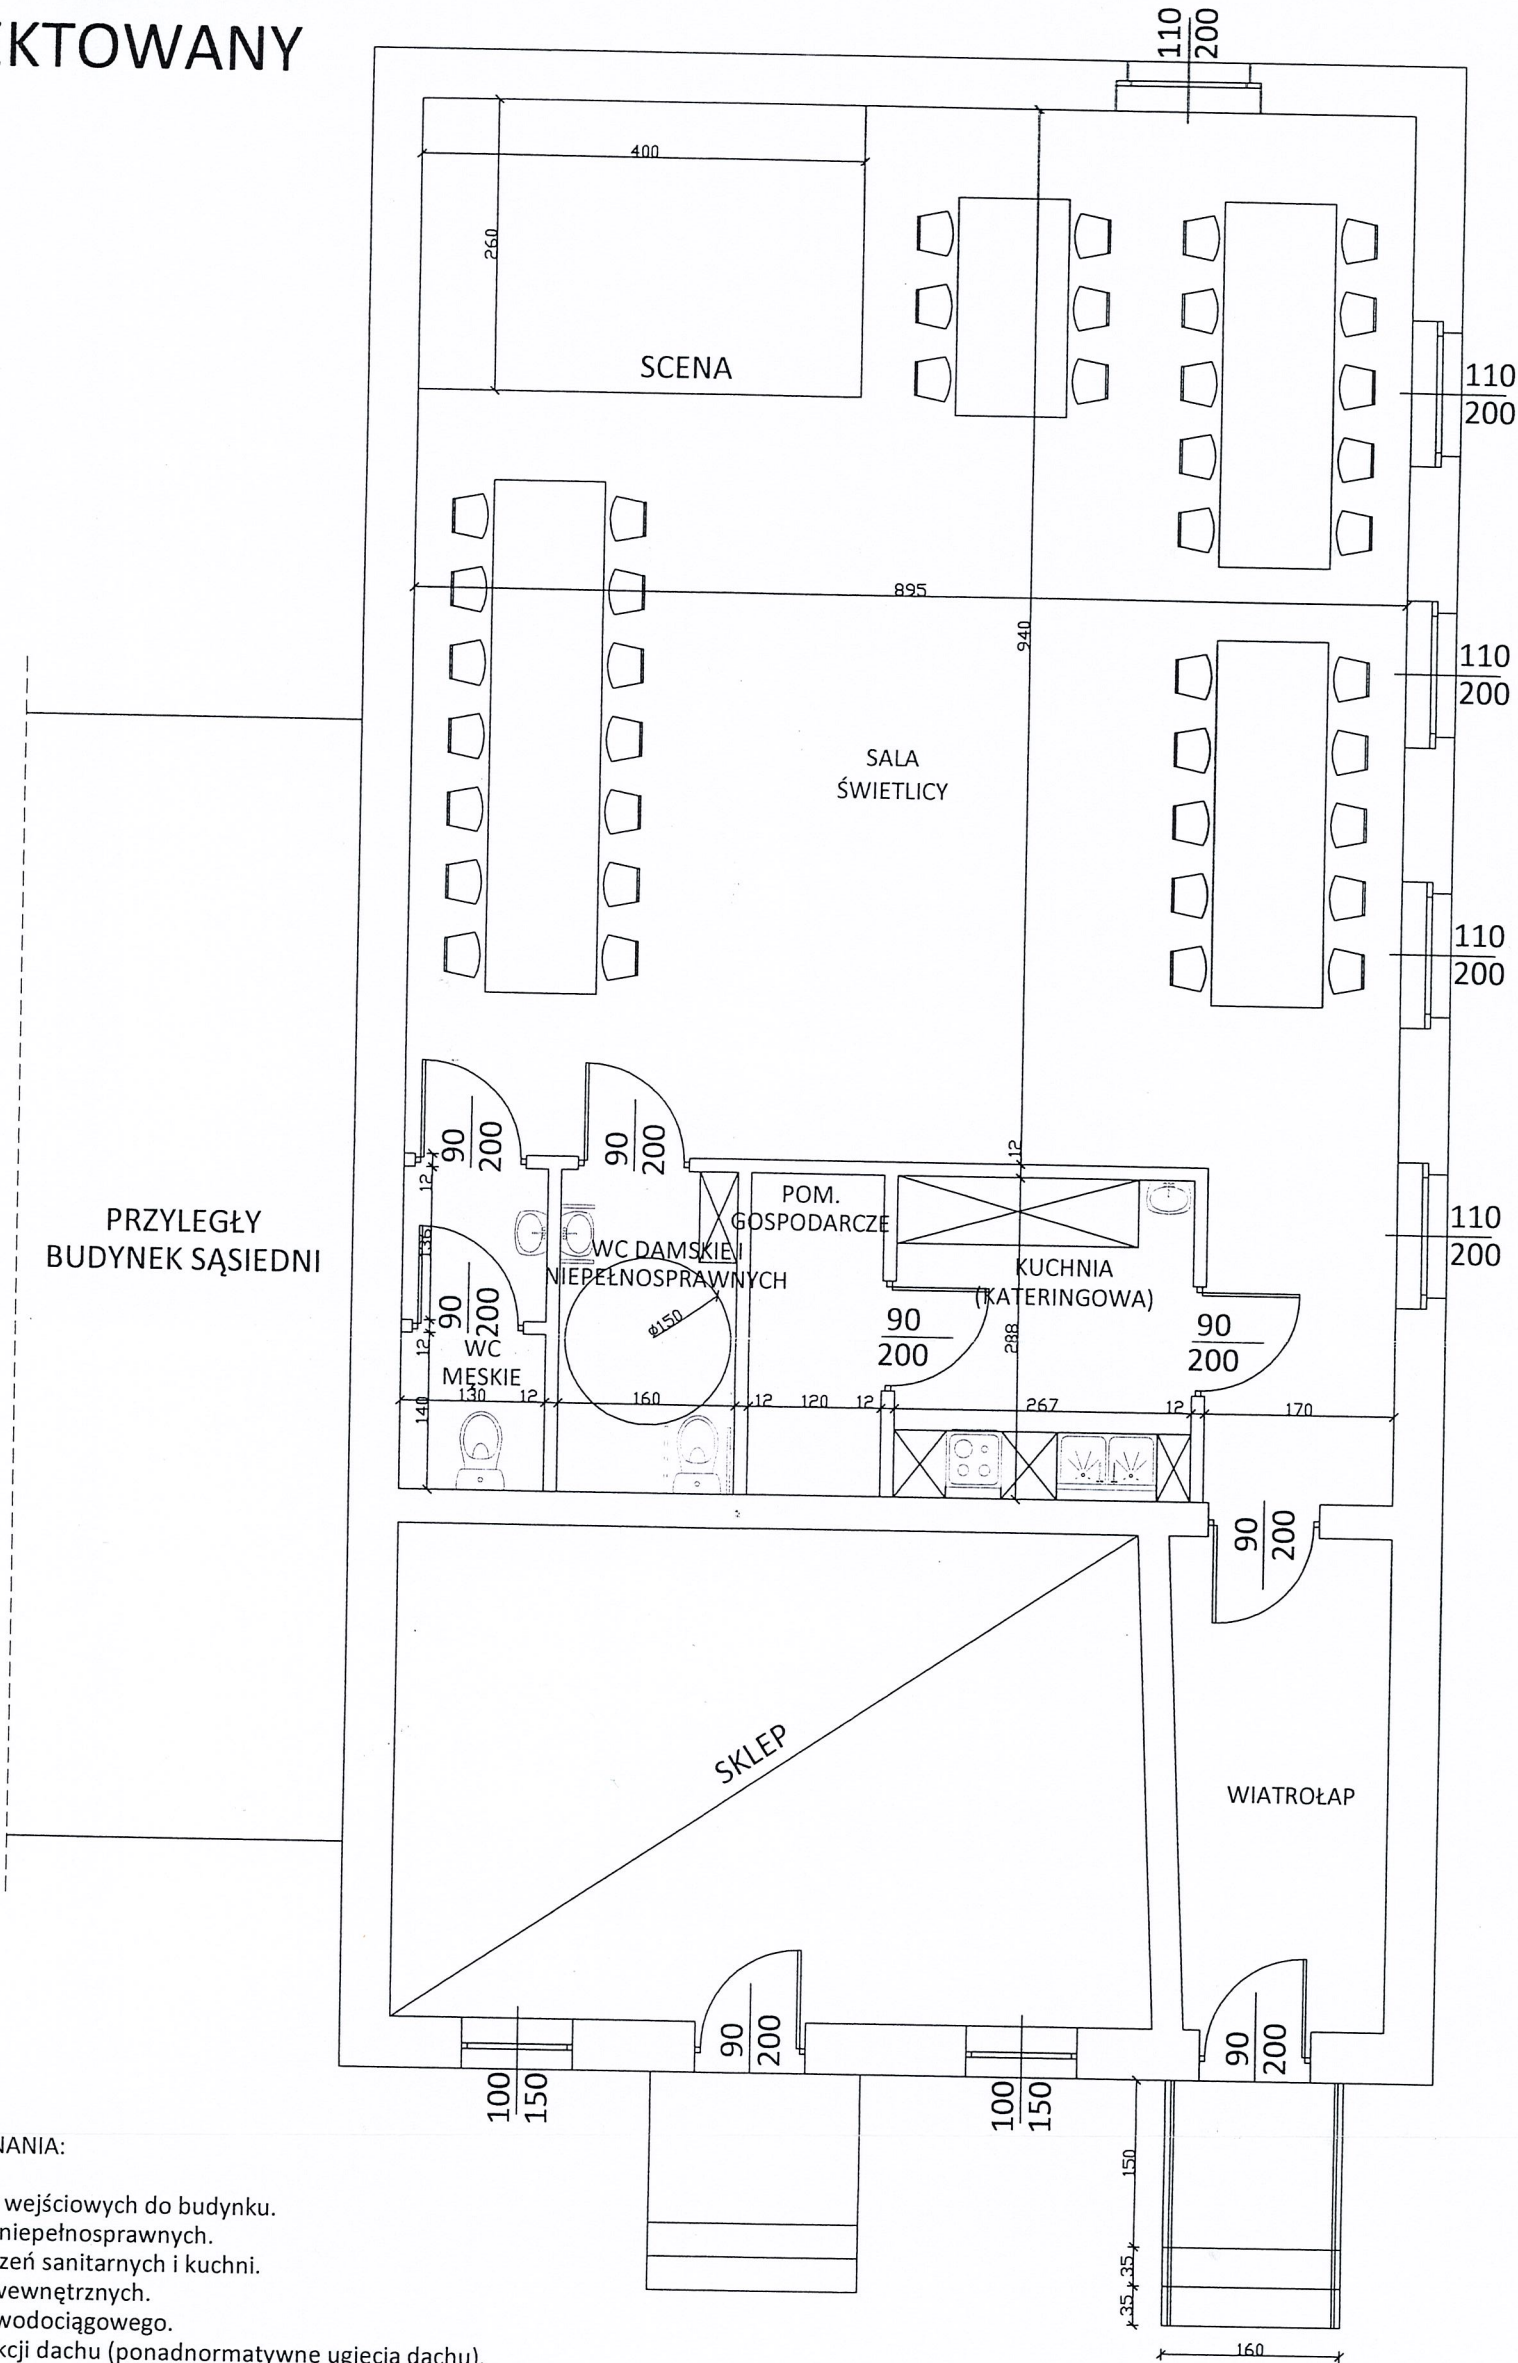 KTOWANY
110
200
400
260
SCENA
110
200
895
940
110
200
SALA
ŚWIETLICY
110
200
90
200
90
200
12
12
PRZYLEGŁY
BUDYNEK SĄSIEDNI
POM.
GOSPODARCZE
110
200
136
WC DAMSKIE I
NIEPEŁNOSPRAWNYCH
KUCHNIA
(KATERINGOWA)
90
200
ø150
90
200
288
90
200
12
WC
MĘSKIE
140
130
12
160
12
120
12
267
12
170
90
200
SKLEP
WIATROŁAP
90
200
90
200
100
150
100
150
NANIA:
150
wejściowych do budynku.
niepełnosprawnych.
zeń sanitarnych i kuchni.
35
wewnętrznych.
35
wodociągowego.
kcji dachu (ponadnormatywne ugięcia dachu).
160